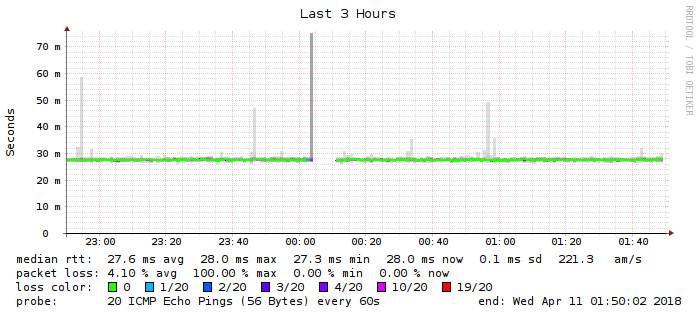 Last 3 Hours
RRDTOOL / TOBI OETIKER
Seconds
70 m
60 m
50 m
40 m
30 m
20 m
10 m
0
23:00 23:20 23:40 00:00 00:20 00:40 01:00 01:20 01:40
median rtt: 27.6 ms avg 28.0 ms max 27.3 ms min 28.0 ms now 0.1 ms sd 221.3 am/s
packet loss: 4.10 % avg 100.00 % max 0.00 % min 0.00 % now
loss color: 0 1/20 2/20 3/20 4/20 10/20 19/20
probe: 20 ICMP Echo Pings (56 Bytes) every 60s end: Wed Apr 11 01:50:02 2018